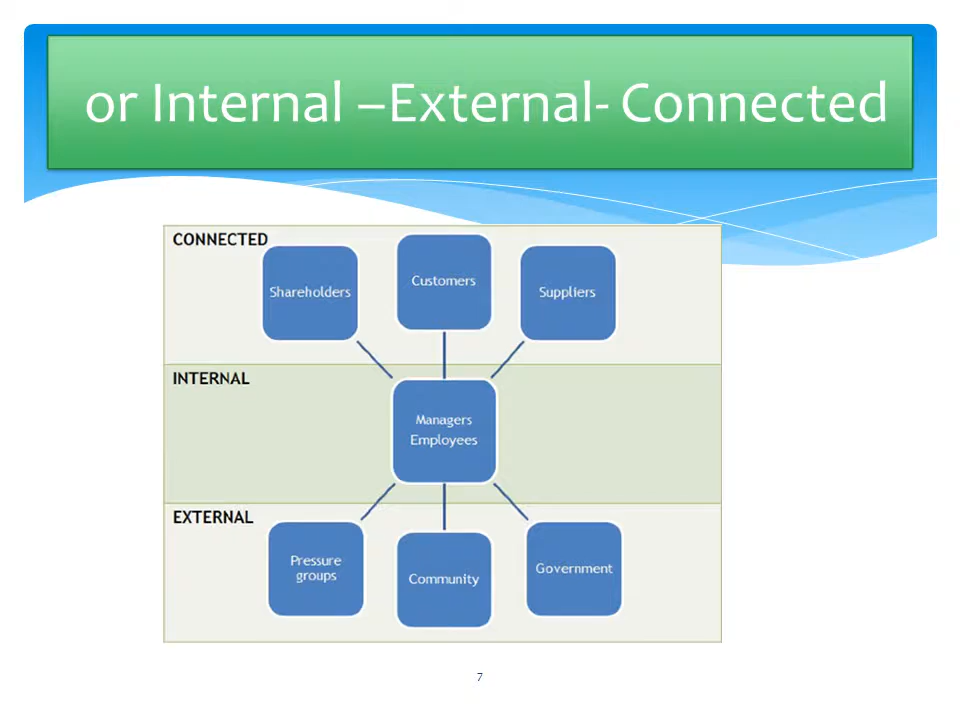 or Internal –External- Connected
CONNECTED
Shareholders
Customers
Suppliers
INTERNAL
Managers
Employees
EXTERNAL
Pressure
groups
Community
Government
7